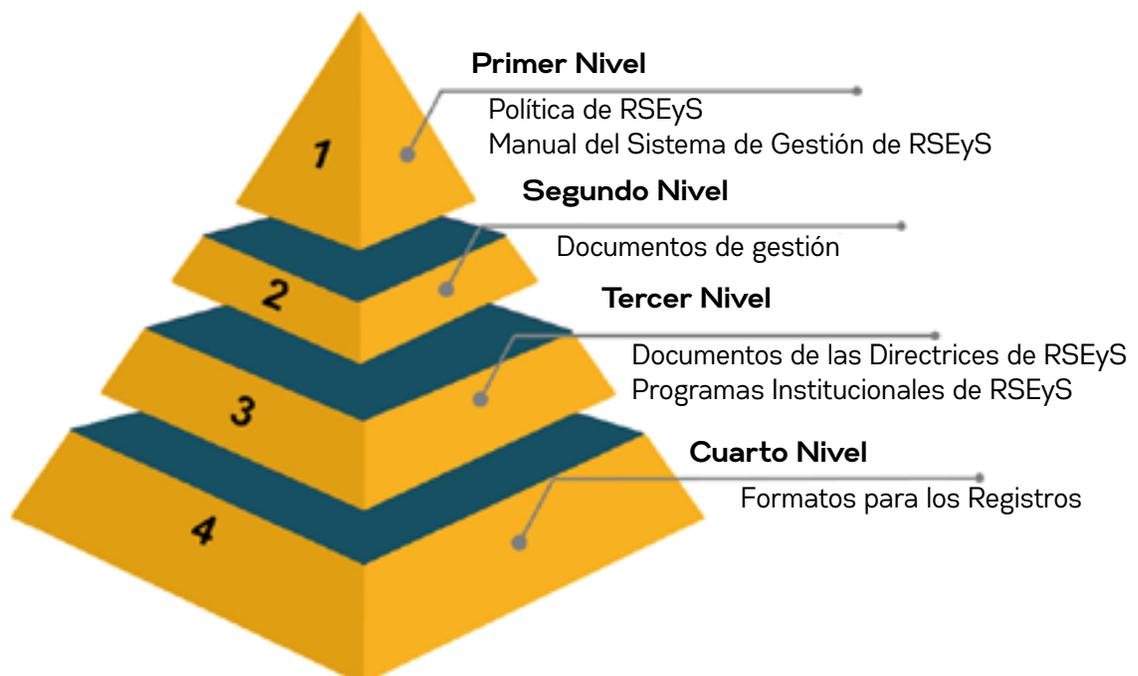 Primer Nivel
Política de RSEyS
Manual del Sistema de Gestión de RSEyS
1
Segundo Nivel
Documentos de gestión
2
Tercer Nivel
Documentos de las Directrices de RSEyS
Programas Institucionales de RSEyS
3
Cuarto Nivel
Formatos para los Registros
4